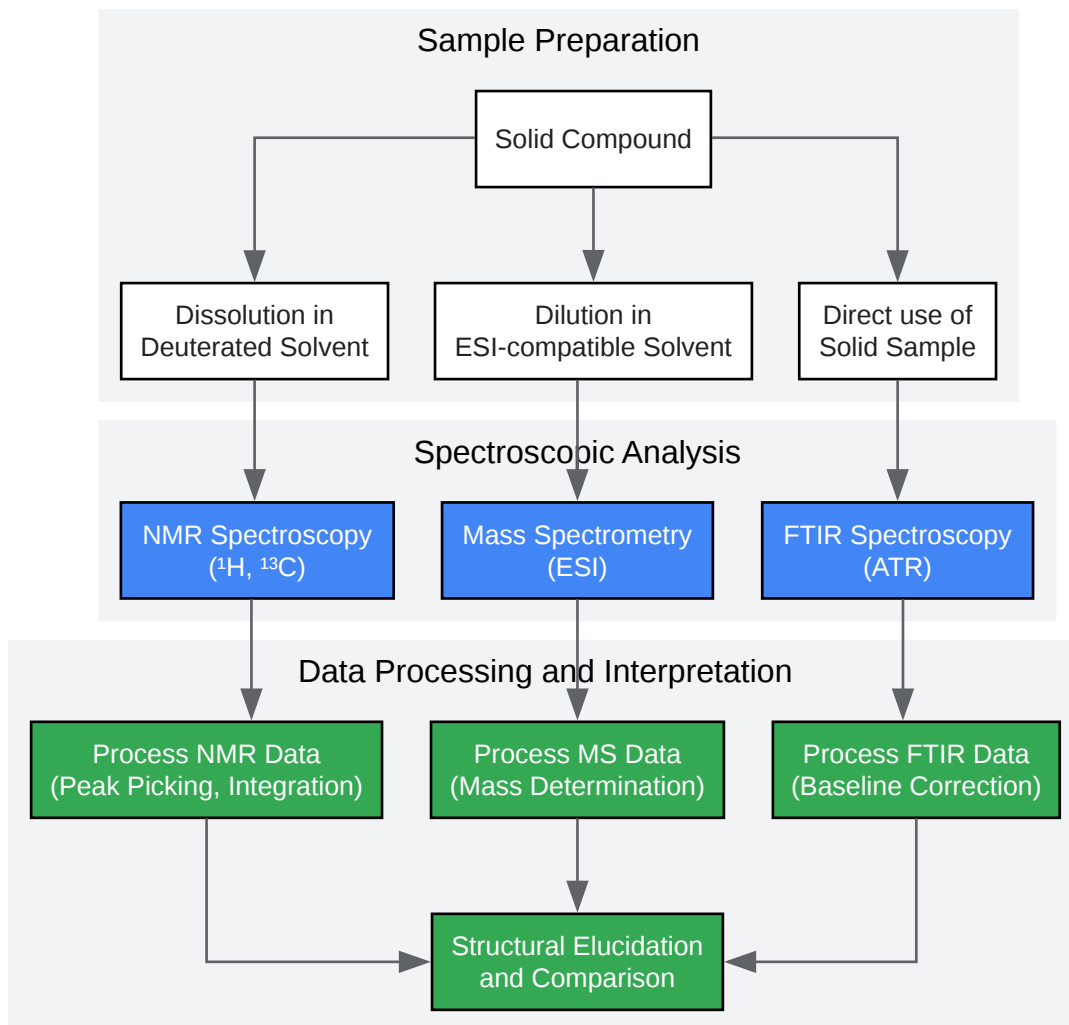 Sample Preparation
Solid Compound
Dissolution in
Deuterated Solvent
Dilution in
ESI-compatible Solvent
Direct use of
Solid Sample
Spectroscopic Analysis
NMR Spectroscopy
(¹H, ¹³C)
Mass Spectrometry
(ESI)
FTIR Spectroscopy
(ATR)
Data Processing and Interpretation
Process NMR Data
(Peak Picking, Integration)
Process MS Data
(Mass Determination)
Process FTIR Data
(Baseline Correction)
Structural Elucidation
and Comparison